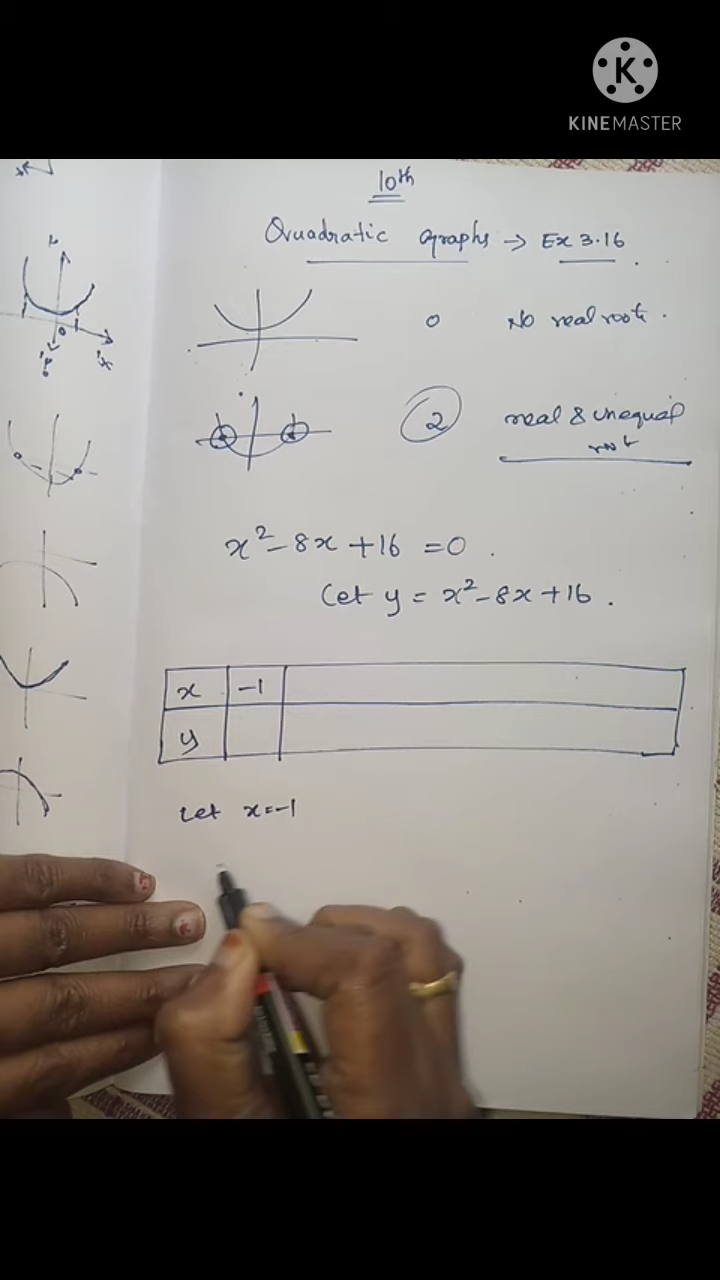 KINEMASTER
10th
Quadratic Graphs → Ex 3.16
0 No real roots.
2 real & unequal
root
x²-8x+16 =0.
Let y = x²-8x+16.
x -1
y
Let x=-1